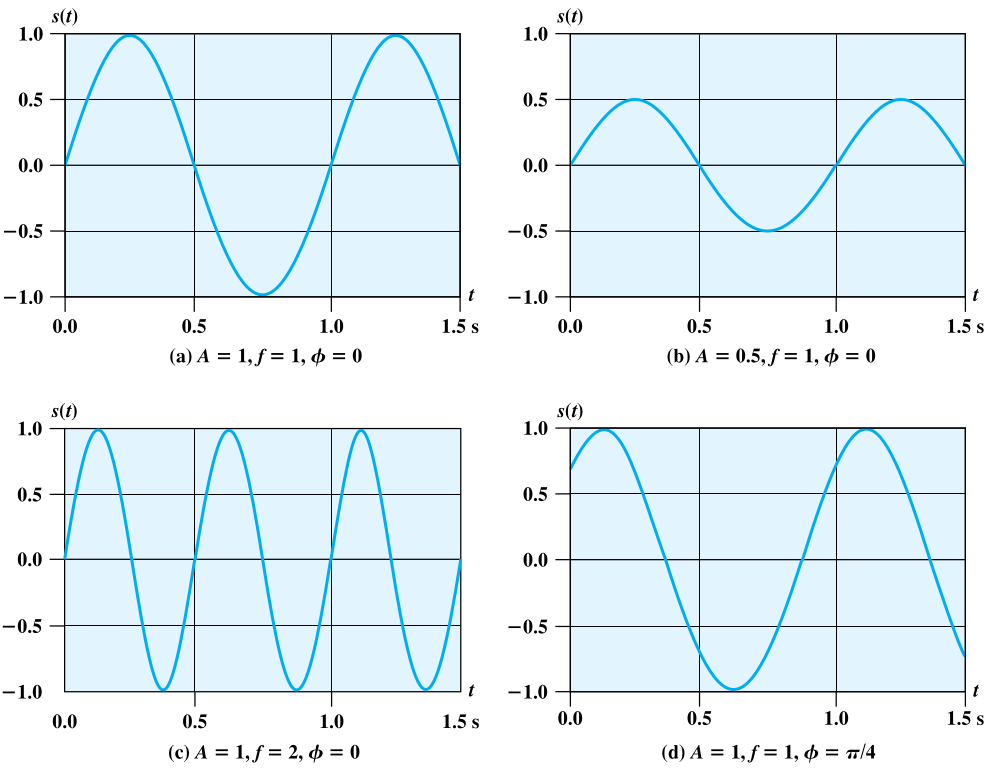 s(t)
1.0
0.5
0.0
−0.5
−1.0
t
0.0 0.5 1.0 1.5 s
(a) A = 1, f = 1, ϕ = 0
s(t)
1.0
0.5
0.0
−0.5
−1.0
t
0.0 0.5 1.0 1.5 s
(b) A = 0.5, f = 1, ϕ = 0
s(t)
1.0
0.5
0.0
−0.5
−1.0
t
0.0 0.5 1.0 1.5 s
(c) A = 1, f = 2, ϕ = 0
s(t)
1.0
0.5
0.0
−0.5
−1.0
t
0.0 0.5 1.0 1.5 s
(d) A = 1, f = 1, ϕ = π/4